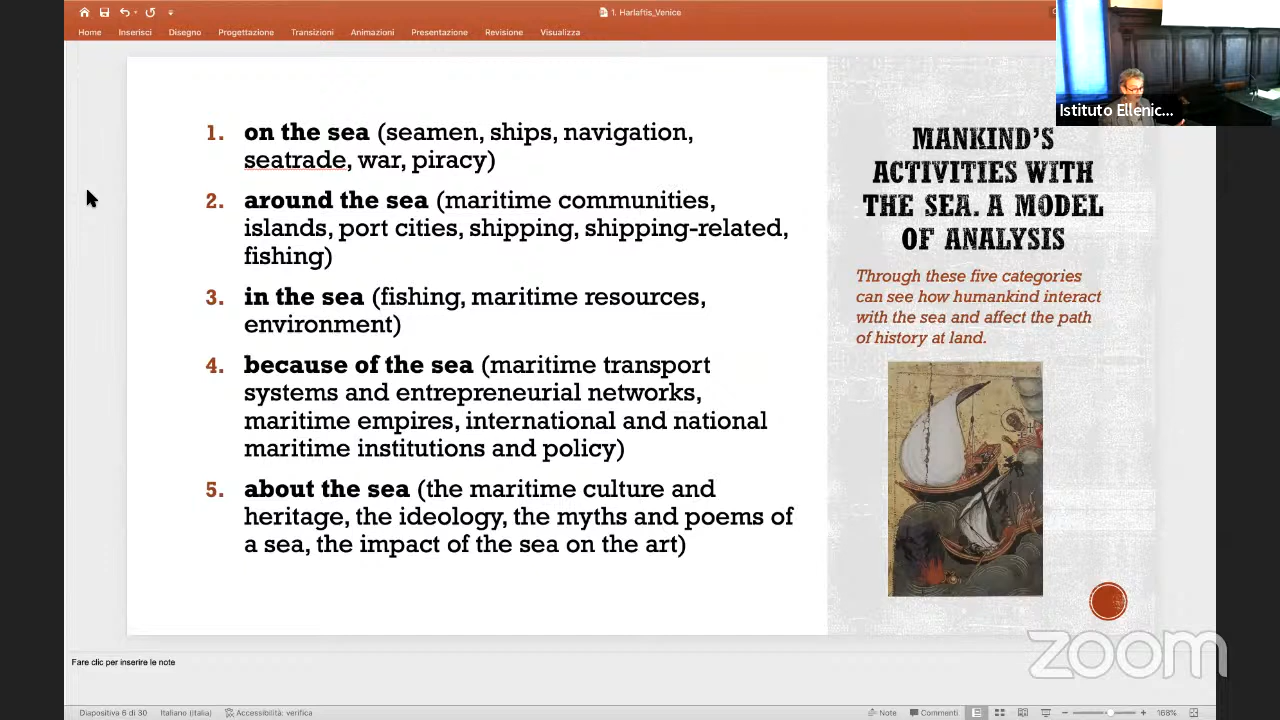 1. Harlaftis_Venice
Home Inserisci Disegno Progettazione Transizioni Animazioni Presentazione Revisione Visualizza
Istituto Ellenic...
1. on the sea (seamen, ships, navigation,
seatrade, war, piracy)
2. around the sea (maritime communities,
islands, port cities, shipping, shipping-related,
fishing)
3. in the sea (fishing, maritime resources,
environment)
4. because of the sea (maritime transport
systems and entrepreneurial networks,
maritime empires, international and national
maritime institutions and policy)
5. about the sea (the maritime culture and
heritage, the ideology, the myths and poems of
a sea, the impact of the sea on the art)
MANKIND'S
ACTIVITIES WITH
THE SEA. A MODEL
OF ANALYSIS
Through these five categories
can see how humankind interact
with the sea and affect the path
of history at land.
zoom
Fare clic per inserire le note
Diapositiva 6 di 30 Italiano (Italia) Accessibilità: verifica Note Commenti 168%